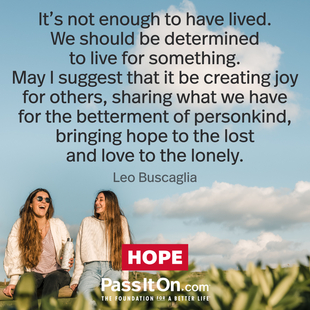 It’s not enough to have lived.
We should be determined
to live for something.
May I suggest that it be creating joy
for others, sharing what we have
for the betterment of personkind,
bringing hope to the lost
and love to the lonely.
Leo Buscaglia
HOPE
PassItOn.com
THE FOUNDATION FOR A BETTER LIFE